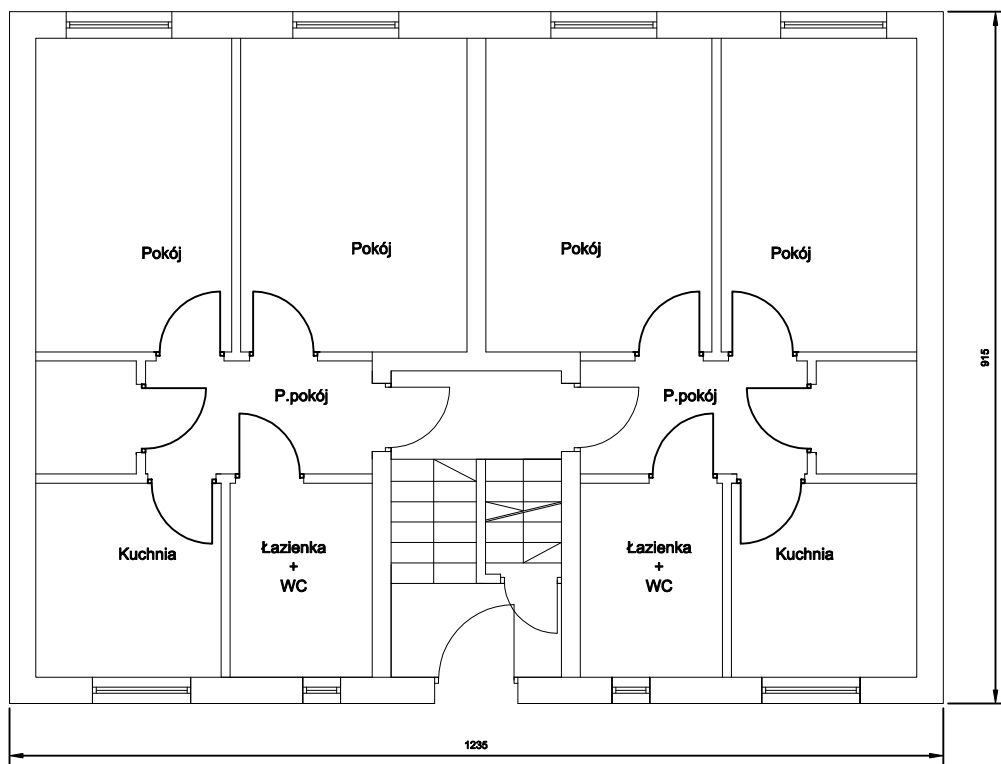 Pokój
Pokój
Pokój
Pokój
P.pokój
P.pokój
Kuchnia
Łazienka
+
WC
Łazienka
+
WC
Kuchnia
915
1235